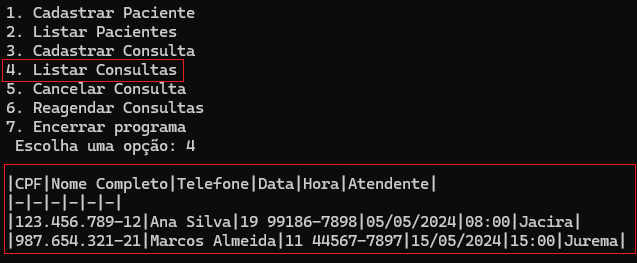 1. Cadastrar Paciente
2. Listar Pacientes
3. Cadastrar Consulta
4. Listar Consultas
5. Cancelar Consulta
6. Reagendar Consultas
7. Encerrar programa
 Escolha uma opção: 4
|CPF|Nome Completo|Telefone|Data|Hora|Atendente|
|-|-|-|-|-|-|
|123.456.789-12|Ana Silva|19 99186-7898|05/05/2024|08:00|Jacira|
|987.654.321-21|Marcos Almeida|11 44567-7897|15/05/2024|15:00|Jurema|